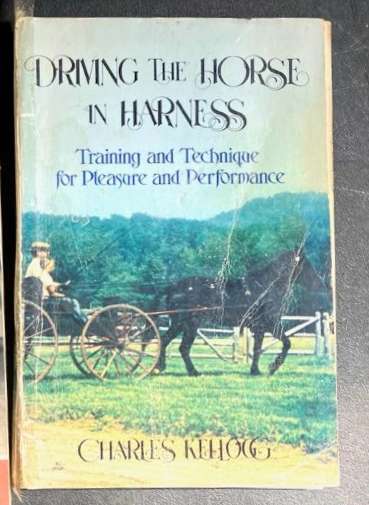 DRIVING THE HORSE
IN HARNESS
Training and Technique
for Pleasure and Performance
CHARLES KELLOGG